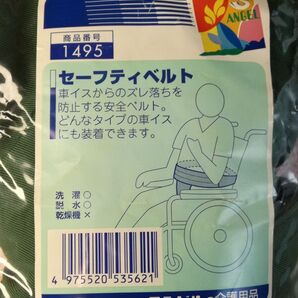 ANGEL
商品番号
1495
セーフティベルト
車イスからのズレ落ちを
防止する安全ベルト。
どんなタイプの車イス
にも装着できます。
洗濯○
脱水○
乾燥機×
4 975520 535621
介護用品